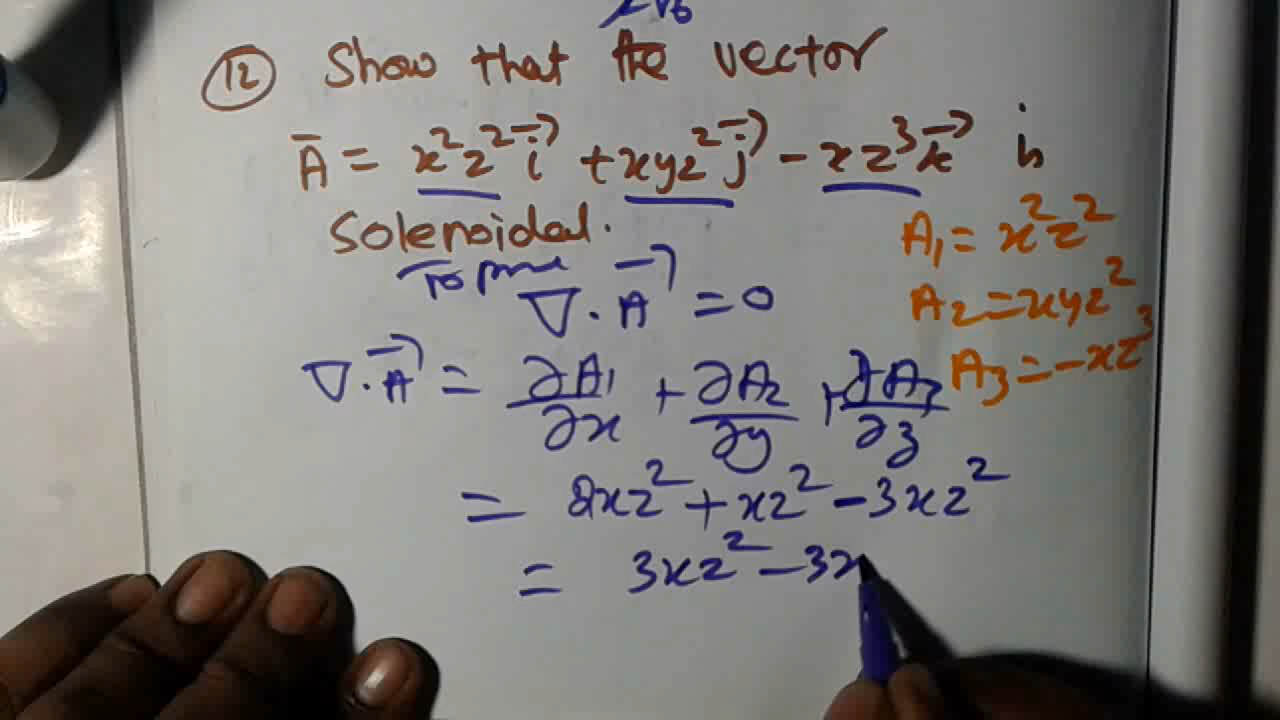 (12) Show that the vector
A̅ = x²z² i⃗ + xyz² j⃗ − xz³ k⃗ is
solenoidal.
A₁ = x²z²
A₂ = xyz²
A₃ = −xz³
To prove ∇·A⃗ = 0
∇·A⃗ = ∂A₁/∂x + ∂A₂/∂y + ∂A₃/∂z
= 2xz² + xz² − 3xz²
= 3xz² − 3x